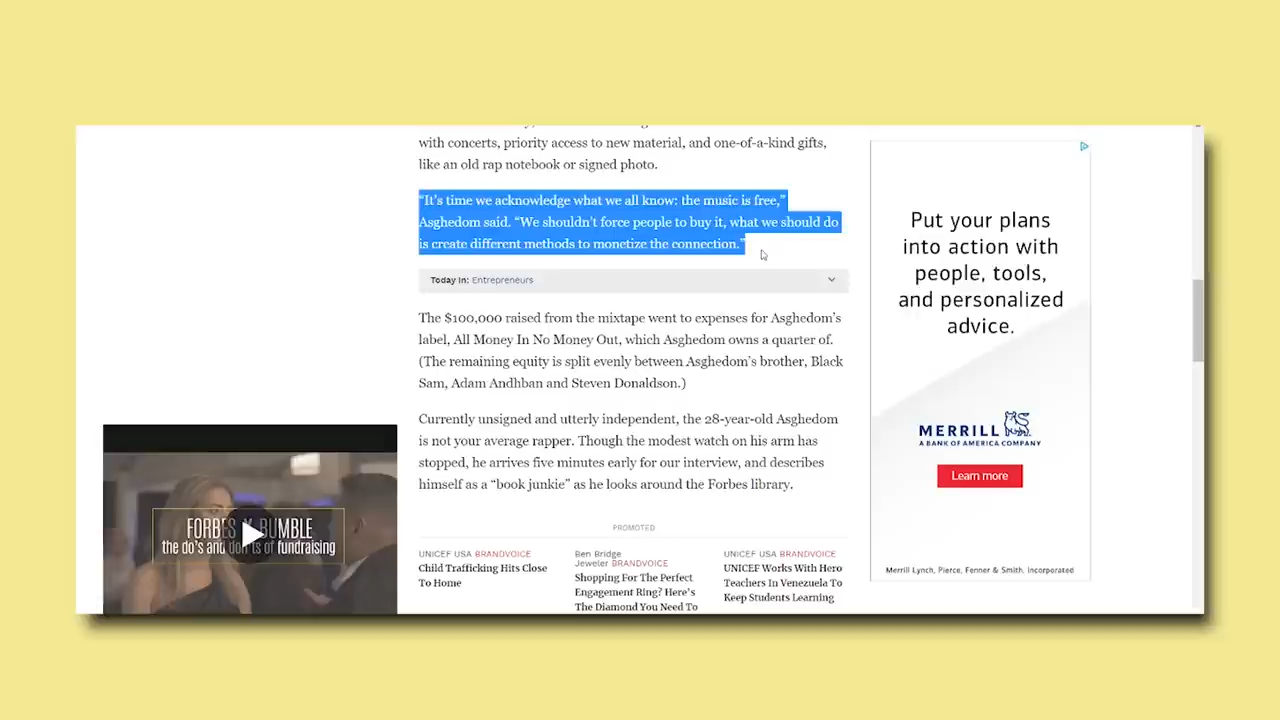 with concerts, priority access to new material, and one-of-a-kind gifts,
like an old rap notebook or signed photo.
“It’s time we acknowledge what we all know: the music is free,”
Asghedom said. “We shouldn’t force people to buy it, what we should do
is create different methods to monetize the connection.”
Today In: Entrepreneurs
The $100,000 raised from the mixtape went to expenses for Asghedom’s
label, All Money In No Money Out, which Asghedom owns a quarter of.
(The remaining equity is split evenly between Asghedom’s brother, Black
Sam, Adam Andhban and Steven Donaldson.)
Currently unsigned and utterly independent, the 28-year-old Asghedom
is not your average rapper. Though the modest watch on his arm has
stopped, he arrives five minutes early for our interview, and describes
himself as a “book junkie” as he looks around the Forbes library.
PROMOTED
UNICEF USA BRANDVOICE
Child Trafficking Hits Close
To Home
Ben Bridge
Jeweler BRANDVOICE
Shopping For The Perfect
Engagement Ring? Here’s
The Diamond You Need To
UNICEF USA BRANDVOICE
UNICEF Works With Hero
Teachers In Venezuela To
Keep Students Learning
FORBES X BUMBLE
the do's and don'ts of fundraising
Put your plans
into action with
people, tools,
and personalized
advice.
MERRILL
A BANK OF AMERICA COMPANY
Learn more
Merrill Lynch, Pierce, Fenner & Smith, Incorporated